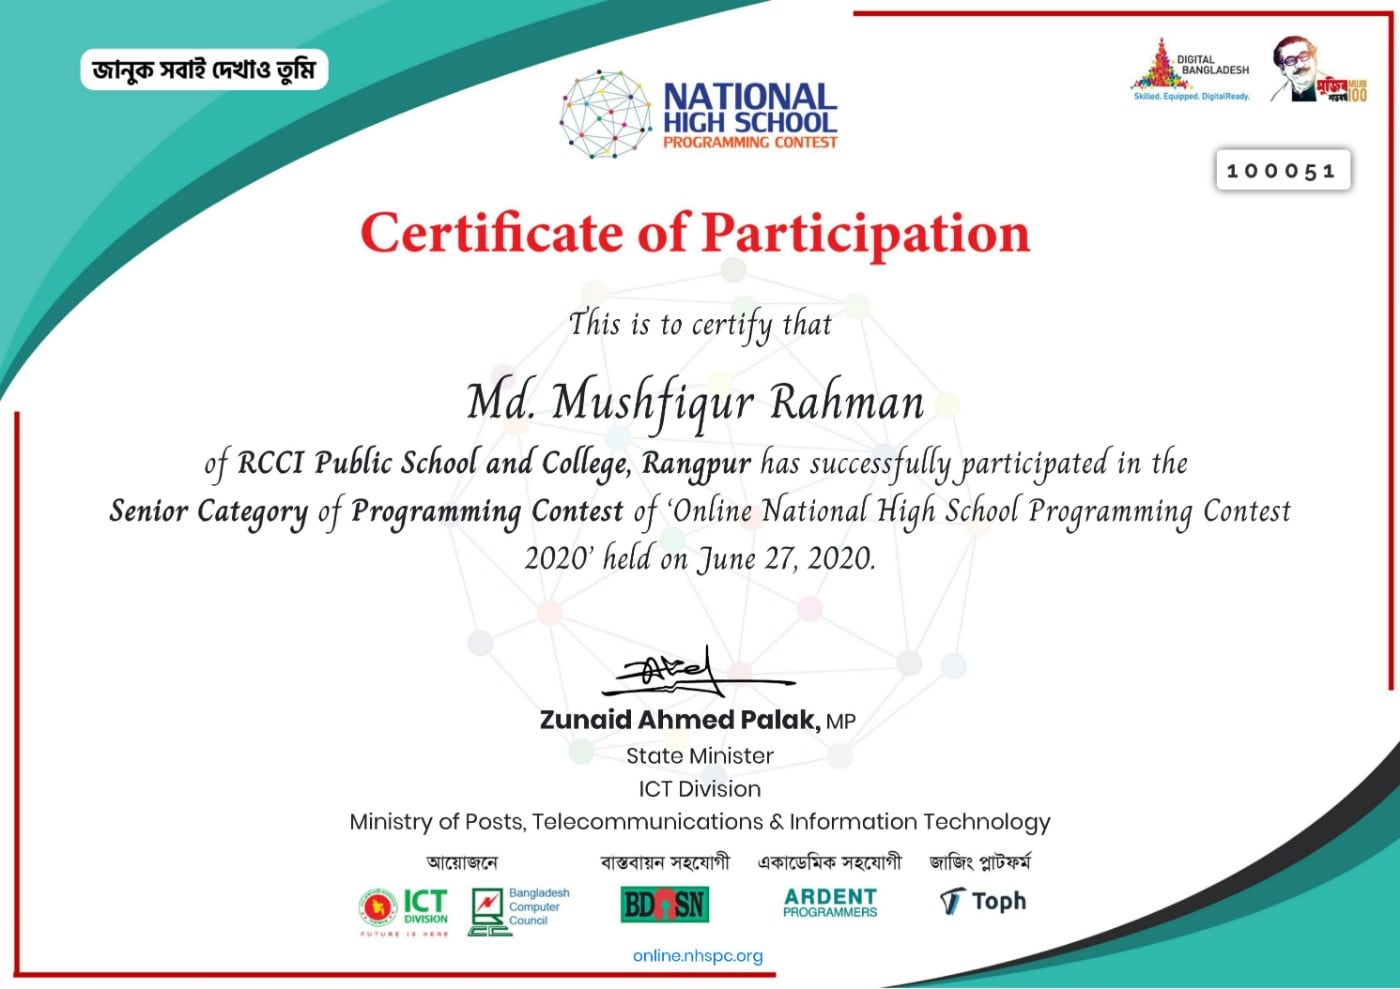 জানুক সবাই দেখাও তুমি
NATIONAL
HIGH SCHOOL
PROGRAMMING CONTEST
DIGITAL
BANGLADESH
Skilled. Equipped. DigitalReady.
মুজিব
শতবর্ষ
MUJIB
100
100051
Certificate of Participation
This is to certify that
Md. Mushfiqur Rahman
of RCCI Public School and College, Rangpur has successfully participated in the
Senior Category of Programming Contest of ‘Online National High School Programming Contest
2020’ held on June 27, 2020.
Zunaid Ahmed Palak, MP
State Minister
ICT Division
Ministry of Posts, Telecommunications & Information Technology
আয়োজনে
বাস্তবায়ন সহযোগী
একাডেমিক সহযোগী
জাজিং প্লাটফর্ম
ICT
DIVISION
FUTURE IS HERE
Bangladesh
Computer
Council
BDOSN
ARDENT
PROGRAMMERS
Toph
online.nhspc.org